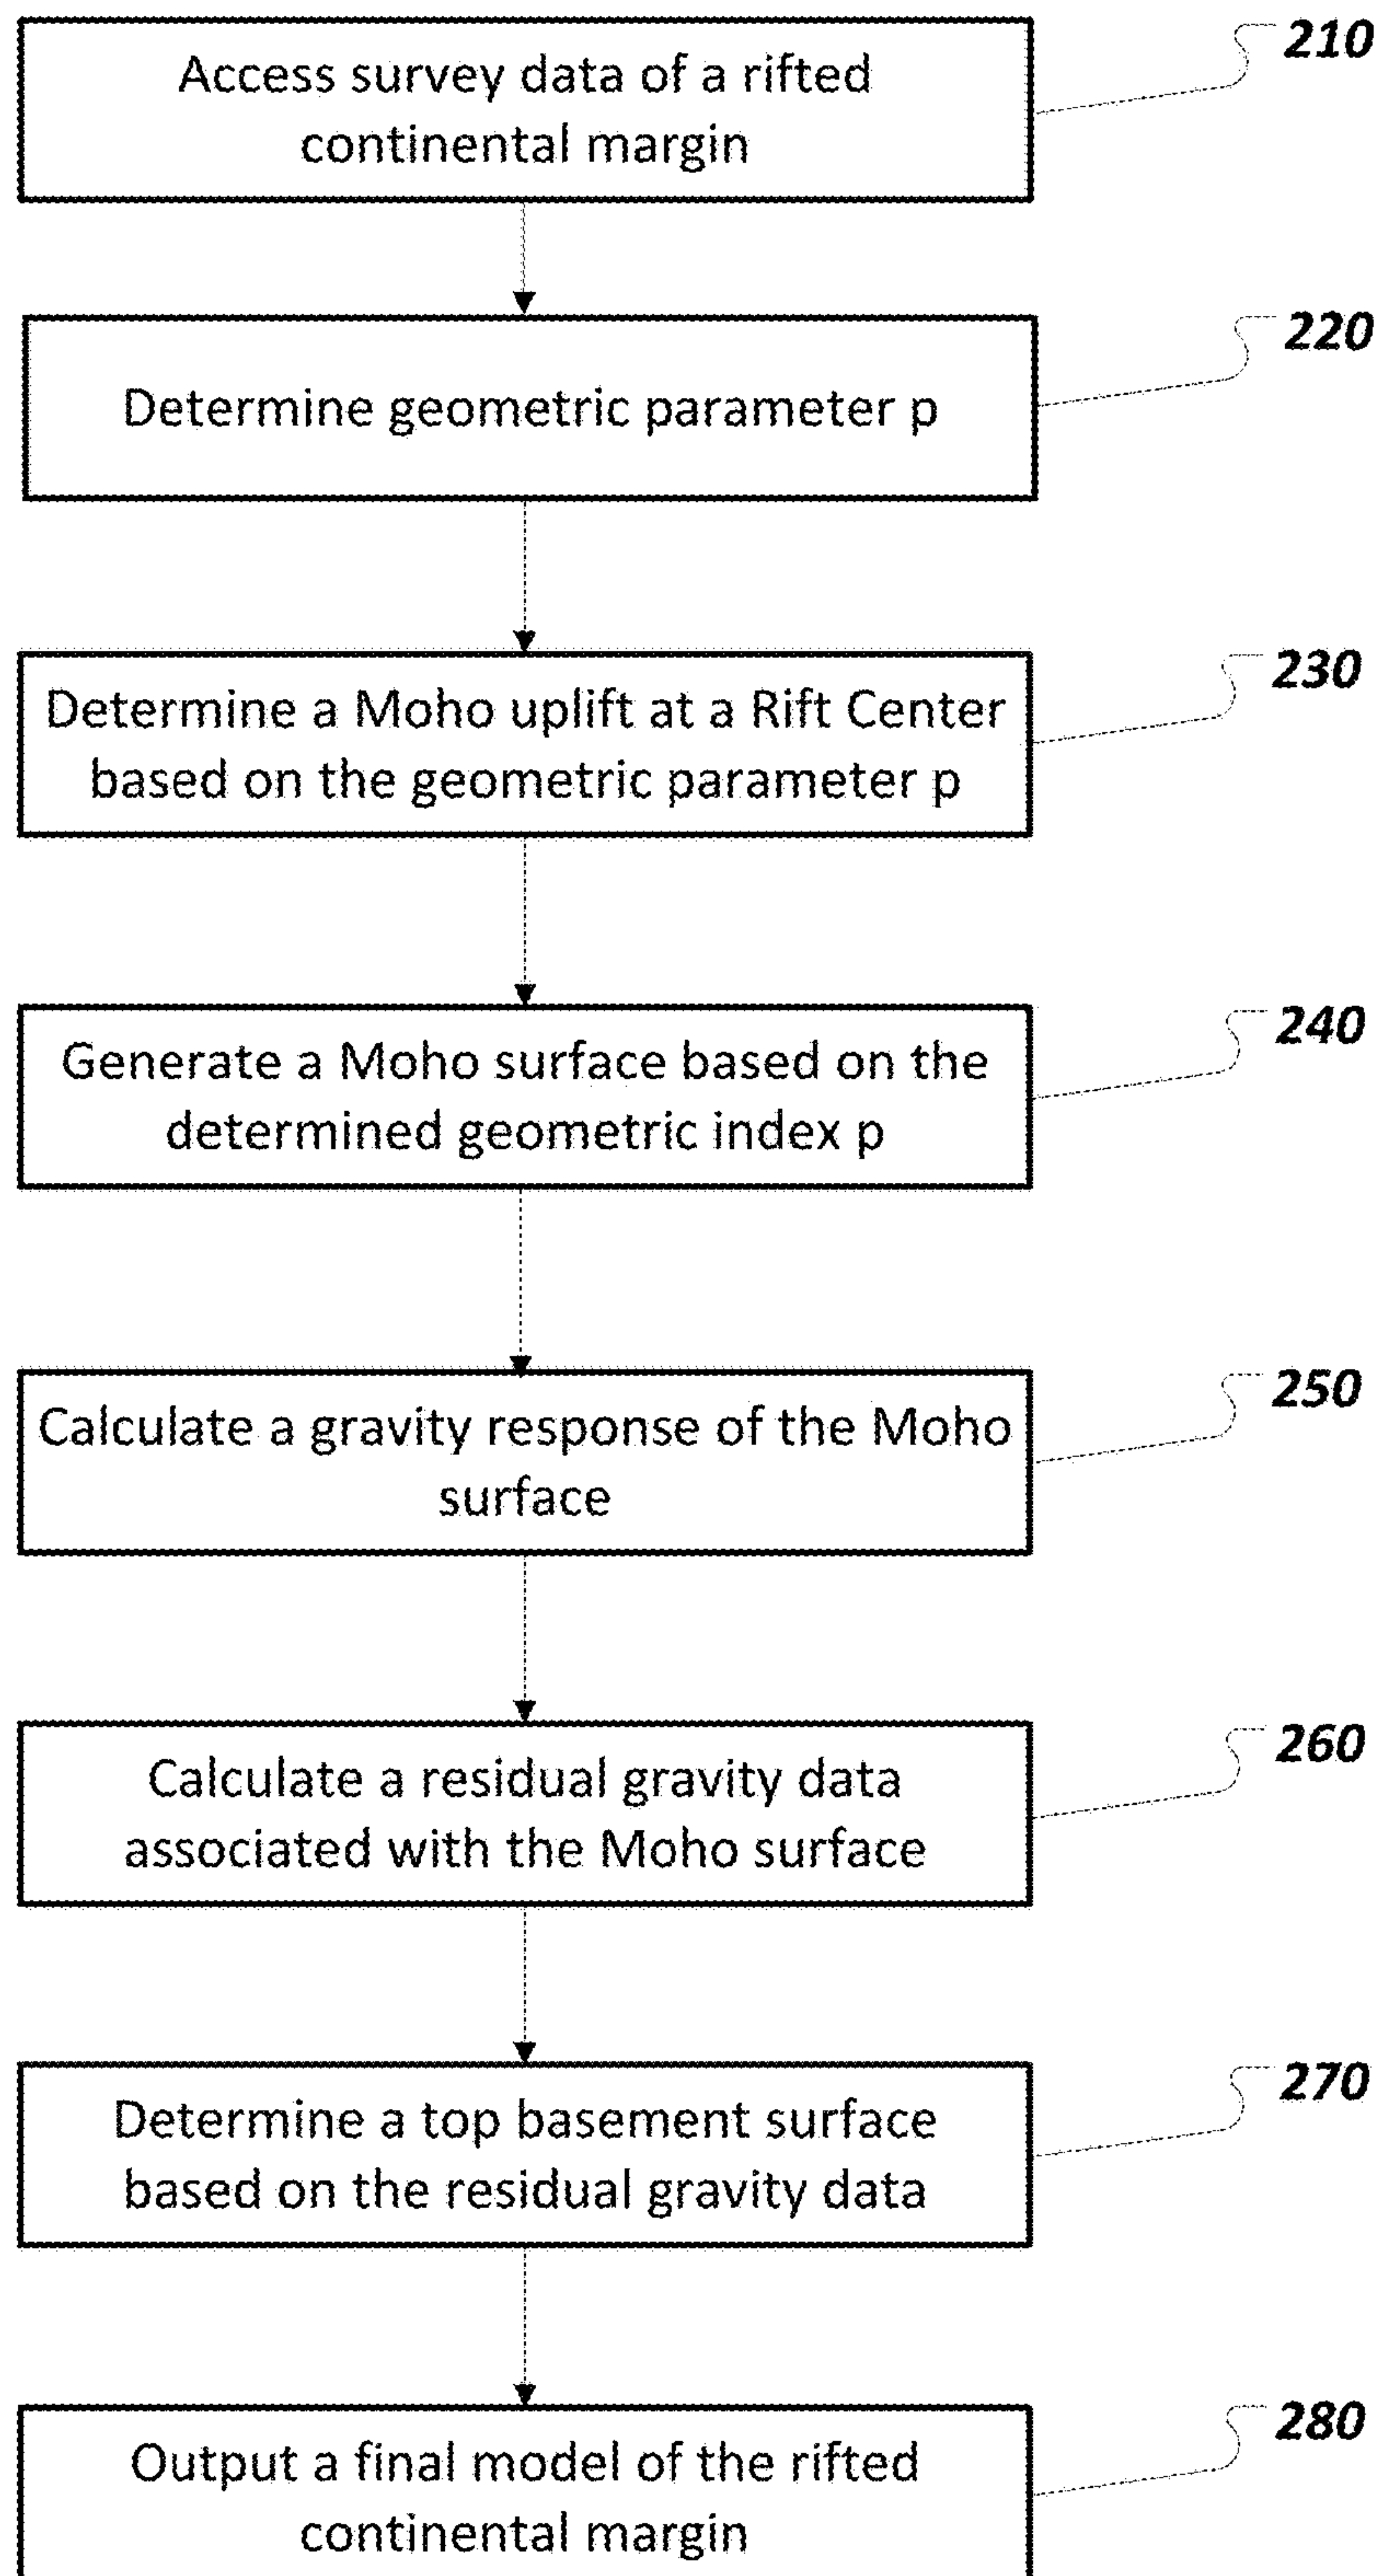 Access survey data of a rifted
continental margin
210
Determine geometric parameter p
220
Determine a Moho uplift at a Rift Center
based on the geometric parameter p
230
Generate a Moho surface based on the
determined geometric index p
240
Calculate a gravity response of the Moho
surface
250
Calculate a residual gravity data
associated with the Moho surface
260
Determine a top basement surface
based on the residual gravity data
270
Output a final model of the rifted
continental margin
280